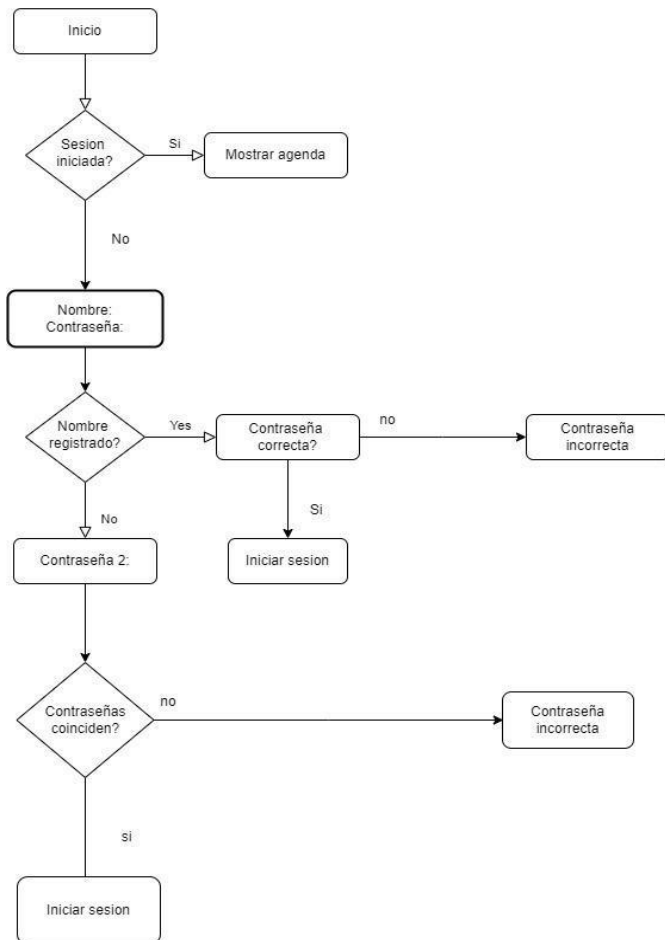 Inicio
Sesion
iniciada?
Si
Mostrar agenda
No
Nombre:
Contraseña:
Nombre
registrado?
Yes
Contraseña
correcta?
no
Contraseña
incorrecta
No
Si
Contraseña 2:
Iniciar sesion
Contraseñas
coinciden?
no
Contraseña
incorrecta
si
Iniciar sesion